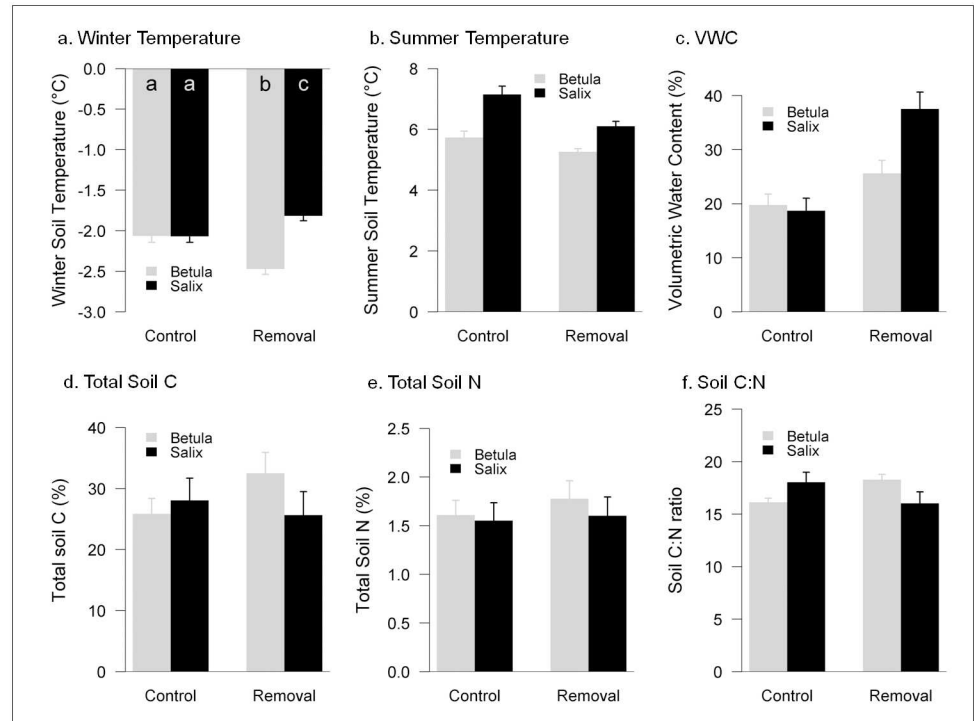 a. Winter Temperature
Winter Soil Temperature (°C)
0.0
-0.5
-1.0
-1.5
-2.0
-2.5
-3.0
a
a
b
c
Betula
Salix
Control
Removal
b. Summer Temperature
Summer Soil Temperature (°C)
8
6
4
2
0
Betula
Salix
Control
Removal
c. VWC
Volumetric Water Content (%)
40
30
20
10
0
Betula
Salix
Control
Removal
d. Total Soil C
Total soil C (%)
40
30
20
10
0
Betula
Salix
Control
Removal
e. Total Soil N
Total Soil N (%)
2.5
2.0
1.5
1.0
0.5
0.0
Betula
Salix
Control
Removal
f. Soil C:N
Soil C:N ratio
25
20
15
10
5
0
Betula
Salix
Control
Removal